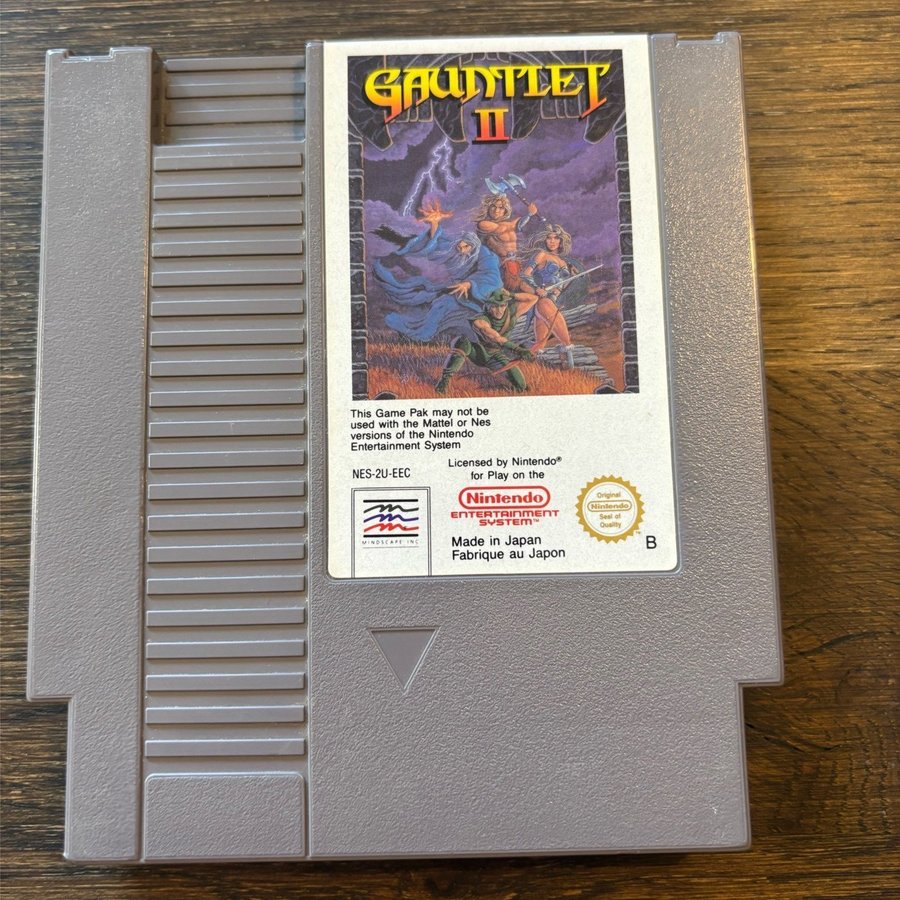 GAUNTLET
II
This Game Pak may not be
used with the Mattel or Nes
versions of the Nintendo
Entertainment System
NES-2U-EEC
Licensed by Nintendo®
for Play on the
Nintendo
ENTERTAINMENT
SYSTEM™
Made in Japan
Fabrique au Japon
MINDSCAPE INC
Original
Nintendo
Seal of
Quality
™
B